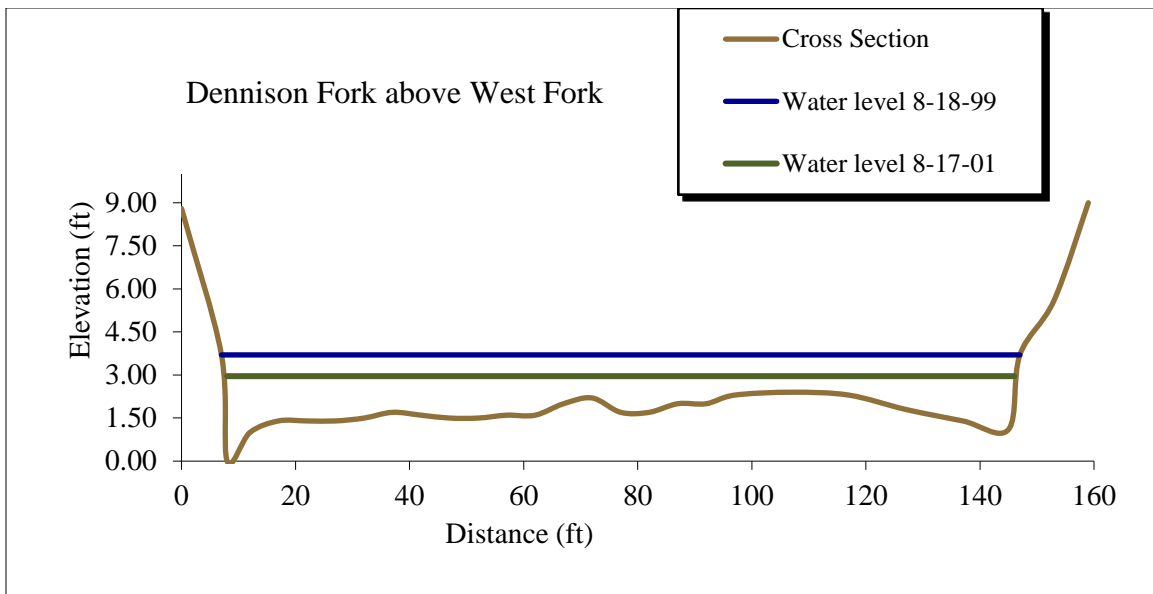 Cross Section
Dennison Fork above West Fork
Water level 8-18-99
Water level 8-17-01
Elevation (ft)
9.00
7.50
6.00
4.50
3.00
1.50
0.00
0 20 40 60 80 100 120 140 160
Distance (ft)